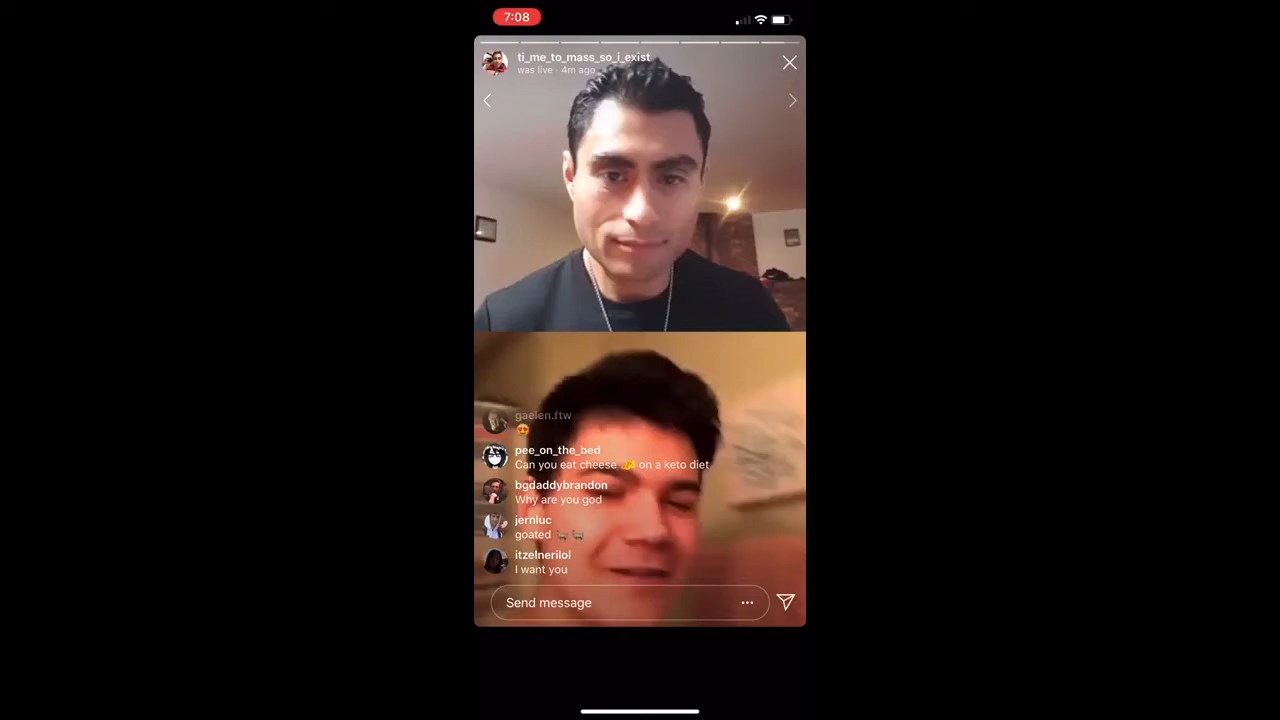 7:08
ti_me_to_mass_so_i_exist
was live · 4m ago
gaelen.ftw
😍
pee_on_the_bed
Can you eat cheese 🧀 on a keto diet
bgdaddybrandon
Why are you god
jernluc
goated 🐐 🐐
itzelnerilol
I want you
Send message